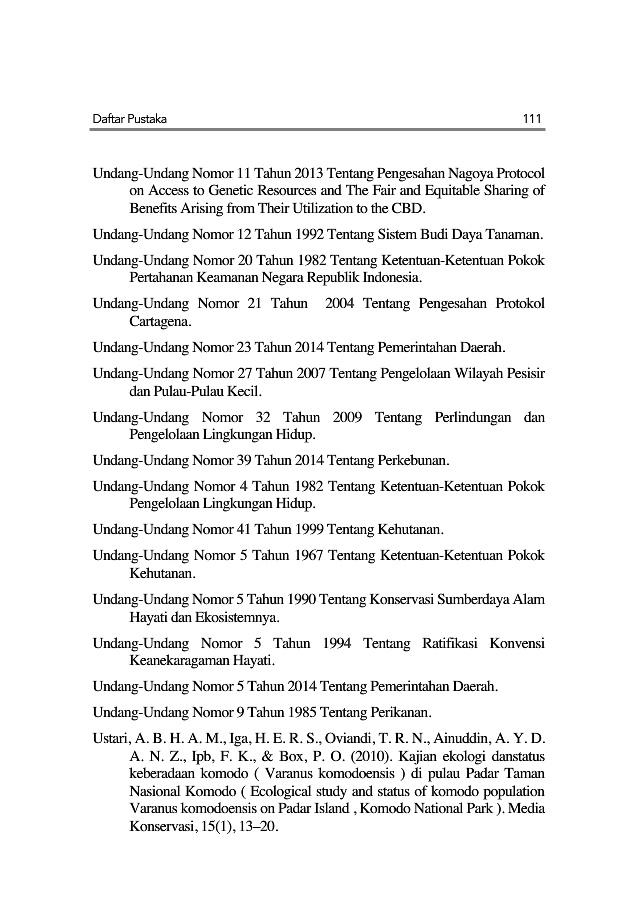 Daftar Pustaka 111
Undang-Undang Nomor 11 Tahun 2013 Tentang Pengesahan Nagoya Protocol
on Access to Genetic Resources and The Fair and Equitable Sharing of
Benefits Arising from Their Utilization to the CBD.
Undang-Undang Nomor 12 Tahun 1992 Tentang Sistem Budi Daya Tanaman.
Undang-Undang Nomor 20 Tahun 1982 Tentang Ketentuan-Ketentuan Pokok
Pertahanan Keamanan Negara Republik Indonesia.
Undang-Undang Nomor 21 Tahun 2004 Tentang Pengesahan Protokol
Cartagena.
Undang-Undang Nomor 23 Tahun 2014 Tentang Pemerintahan Daerah.
Undang-Undang Nomor 27 Tahun 2007 Tentang Pengelolaan Wilayah Pesisir
dan Pulau-Pulau Kecil.
Undang-Undang Nomor 32 Tahun 2009 Tentang Perlindungan dan
Pengelolaan Lingkungan Hidup.
Undang-Undang Nomor 39 Tahun 2014 Tentang Perkebunan.
Undang-Undang Nomor 4 Tahun 1982 Tentang Ketentuan-Ketentuan Pokok
Pengelolaan Lingkungan Hidup.
Undang-Undang Nomor 41 Tahun 1999 Tentang Kehutanan.
Undang-Undang Nomor 5 Tahun 1967 Tentang Ketentuan-Ketentuan Pokok
Kehutanan.
Undang-Undang Nomor 5 Tahun 1990 Tentang Konservasi Sumberdaya Alam
Hayati dan Ekosistemnya.
Undang-Undang Nomor 5 Tahun 1994 Tentang Ratifikasi Konvensi
Keanekaragaman Hayati.
Undang-Undang Nomor 5 Tahun 2014 Tentang Pemerintahan Daerah.
Undang-Undang Nomor 9 Tahun 1985 Tentang Perikanan.
Ustari, A. B. H. A. M., Iga, H. E. R. S., Oviandi, T. R. N., Ainuddin, A. Y. D.
A. N. Z., Ipb, F. K., & Box, P. O. (2010). Kajian ekologi danstatus
keberadaan komodo ( Varanus komodoensis ) di pulau Padar Taman
Nasional Komodo ( Ecological study and status of komodo population
Varanus komodoensis on Padar Island , Komodo National Park ). Media
Konservasi, 15(1), 13–20.